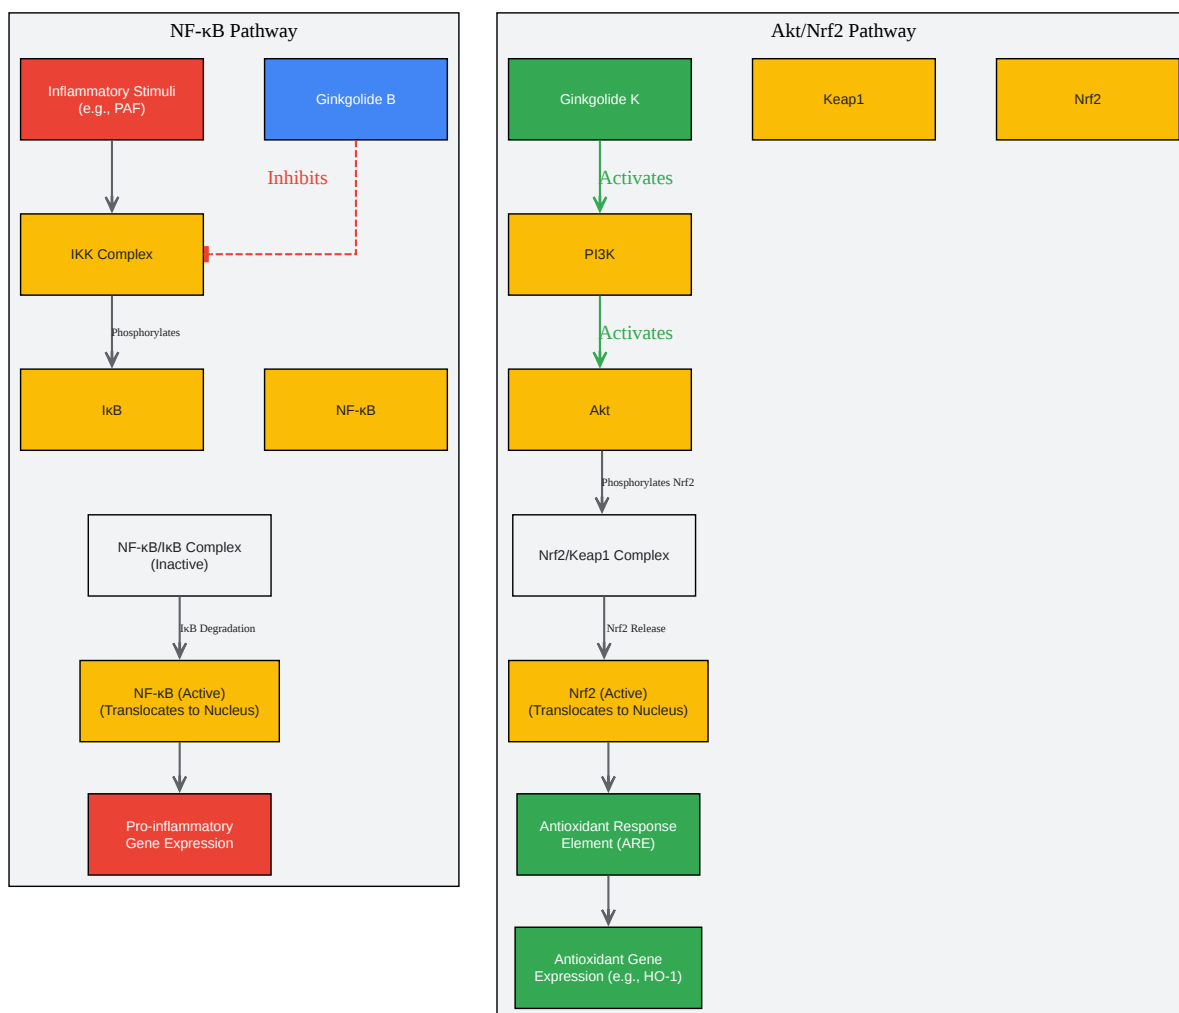 NF-κB Pathway
Inflammatory Stimuli
(e.g., PAF)
Ginkgolide B
Inhibits
IKK Complex
Phosphorylates
IκB
NF-κB
NF-κB/IκB Complex
(Inactive)
IκB Degradation
NF-κB (Active)
(Translocates to Nucleus)
Pro-inflammatory
Gene Expression
Akt/Nrf2 Pathway
Ginkgolide K
Keap1
Nrf2
Activates
PI3K
Activates
Akt
Phosphorylates Nrf2
Nrf2/Keap1 Complex
Nrf2 Release
Nrf2 (Active)
(Translocates to Nucleus)
Antioxidant Response
Element (ARE)
Antioxidant Gene
Expression (e.g., HO-1)